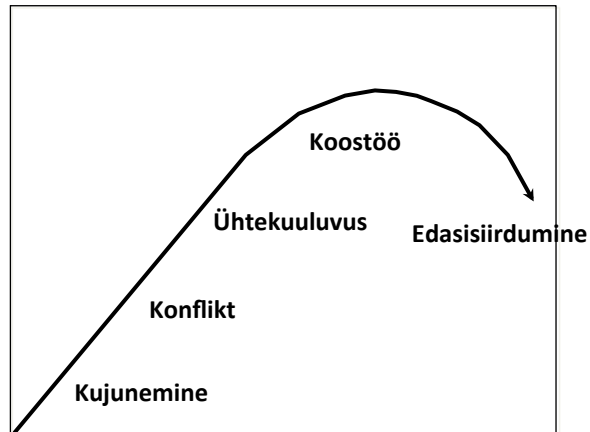 Koostöö
Ühtekuuluvus
Edasisiirdumine
Konflikt
Kujunemine